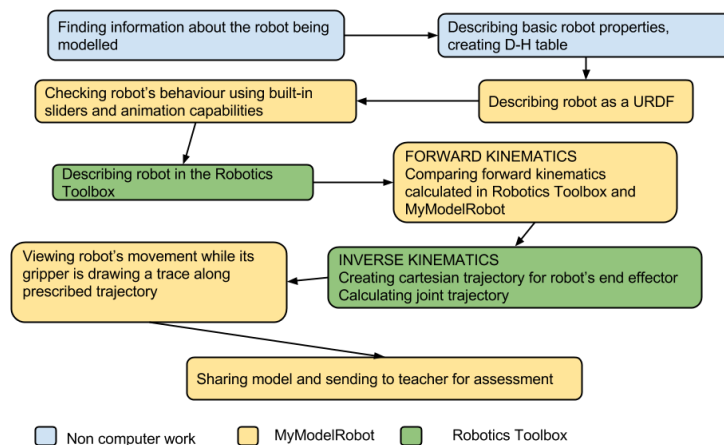 Finding information about the robot being
modelled
Describing basic robot properties,
creating D-H table
Checking robot's behaviour using built-in
sliders and animation capabilities
Describing robot as a URDF
Describing robot in the Robotics
Toolbox
FORWARD KINEMATICS
Comparing forward kinematics
calculated in Robotics Toolbox and
MyModelRobot
Viewing robot's movement while its
gripper is drawing a trace along
prescribed trajectory
INVERSE KINEMATICS
Creating cartesian trajectory for robot's end effector
Calculating joint trajectory
Sharing model and sending to teacher for assessment
Non computer work
MyModelRobot
Robotics Toolbox